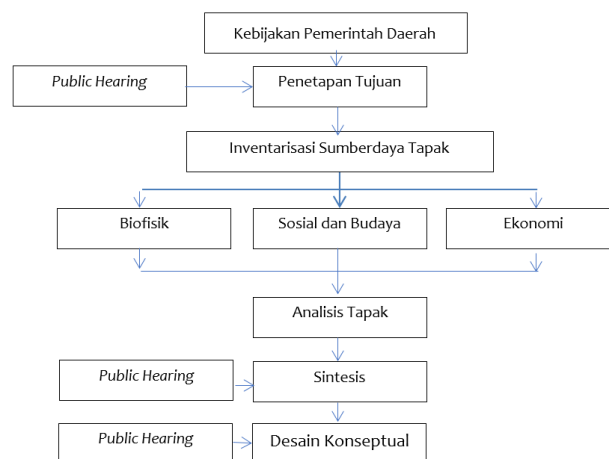 Kebijakan Pemerintah Daerah
Public Hearing
Penetapan Tujuan
Inventarisasi Sumberdaya Tapak
Biofisik
Sosial dan Budaya
Ekonomi
Analisis Tapak
Public Hearing
Sintesis
Public Hearing
Desain Konseptual